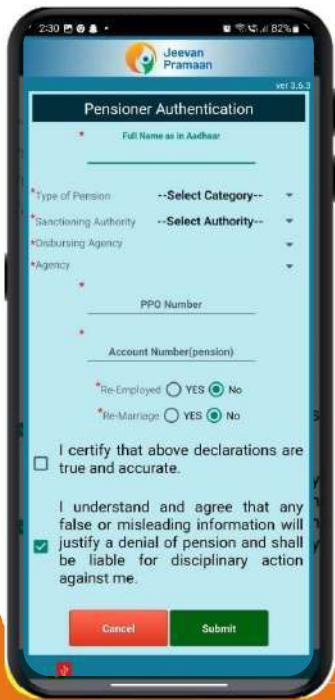 2:30
82%
Jeevan
Pramaan
ver 3.6.3
Pensioner Authentication
* Full Name as in Aadhaar
*Type of Pension --Select Category--
*Sanctioning Authority --Select Authority--
*Disbursing Agency
*Agency
*
PPO Number
*
Account Number(pension)
*Re-Employed YES No
*Re-Marriage YES No
I certify that above declarations are
true and accurate.
I understand and agree that any
false or misleading information will
justify a denial of pension and shall
be liable for disciplinary action
against me.
Cancel Submit